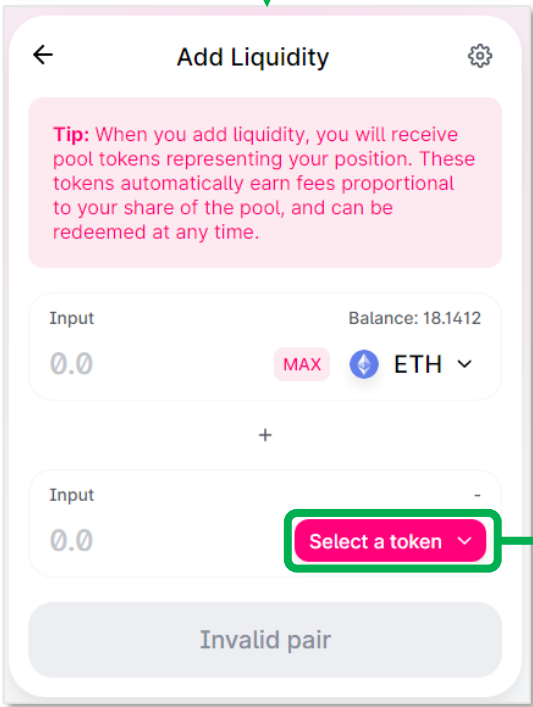 Add Liquidity
Tip: When you add liquidity, you will receive
pool tokens representing your position. These
tokens automatically earn fees proportional
to your share of the pool, and can be
redeemed at any time.
Input Balance: 18.1412
0.0 MAX ETH
+
Input -
0.0 Select a token
Invalid pair